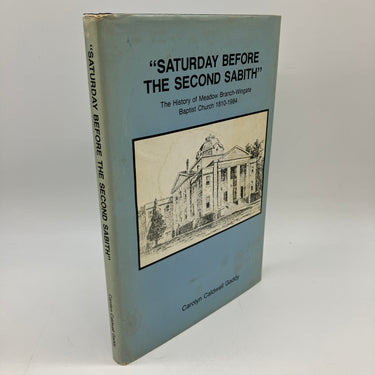 "SATURDAY BEFORE THE SECOND SABITH"
Carolyn Caldwell Gaddy
"SATURDAY BEFORE
THE SECOND SABITH"
The History of Meadow Branch-Wingate
Baptist Church 1810-1984
Carolyn Caldwell Gaddy